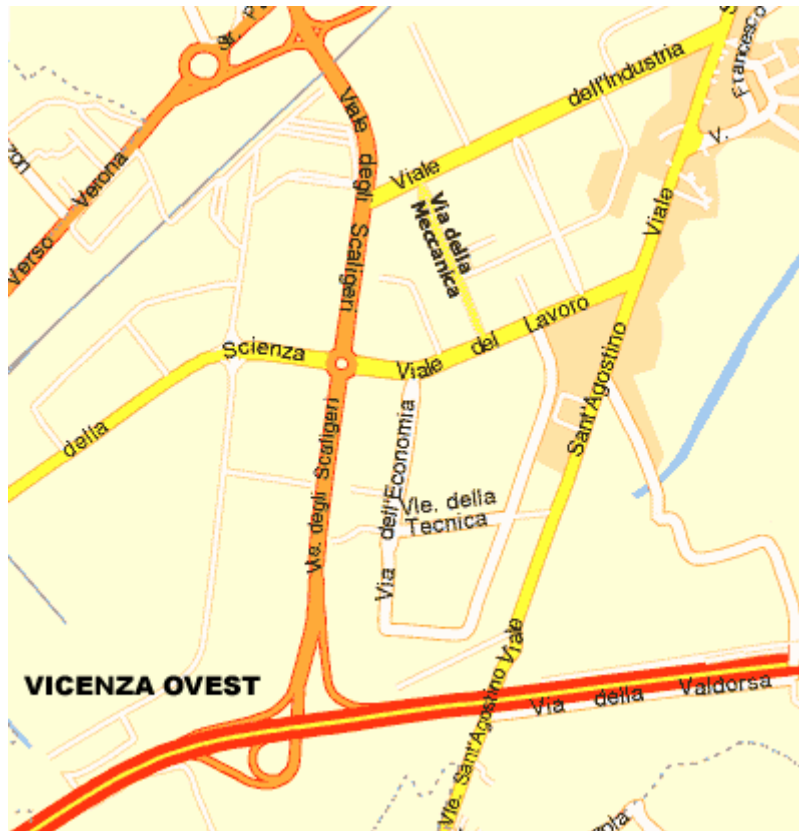 Francesco
dell'Industria
Viale degli Scaligeri
V.
Viale
Verso Verona
Via della
Meccanica
Viale Sant'Agostino
Viale del Lavoro
della Scienza
V.le. degli Scaligeri
Via dell'Economia
Vle. della
Tecnica
Viale
VICENZA OVEST
Via della Valdorsa
Vle. Sant'Agostino